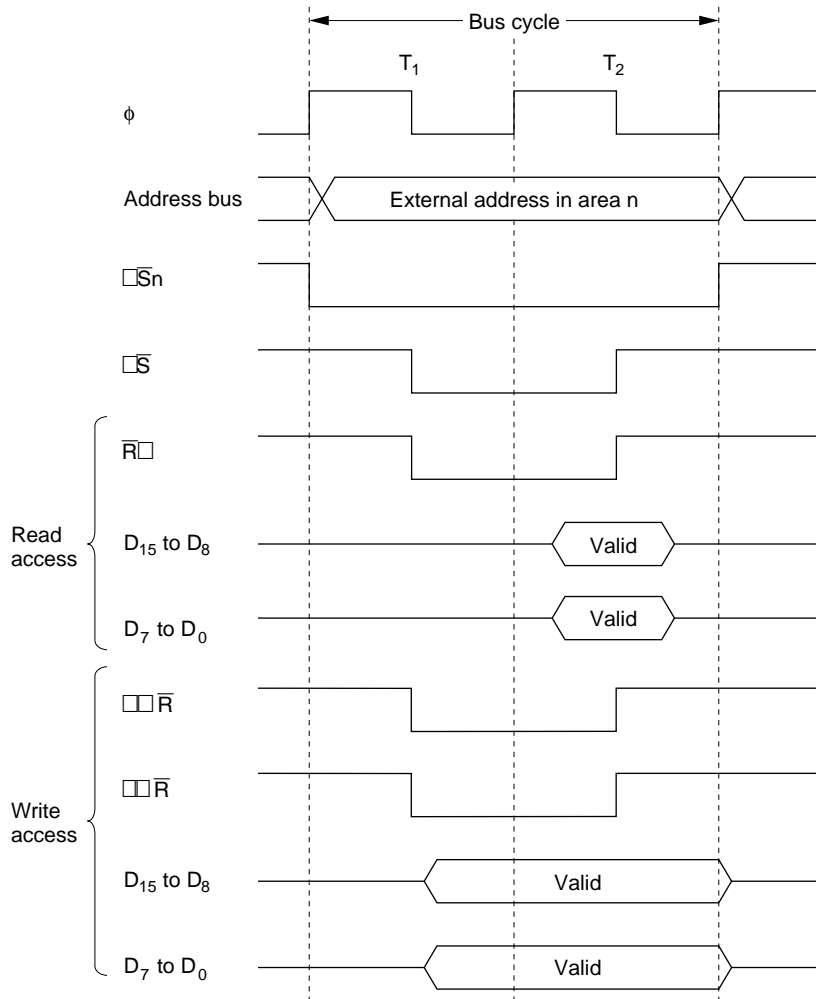 Bus cycle
T₁ T₂
ϕ
Address bus
External address in area n
□S̅n
□S̅
R̅□
Read
access
D₁₅ to D₈
Valid
D₇ to D₀
Valid
□□R̅
□□R̅
Write
access
D₁₅ to D₈
Valid
D₇ to D₀
Valid